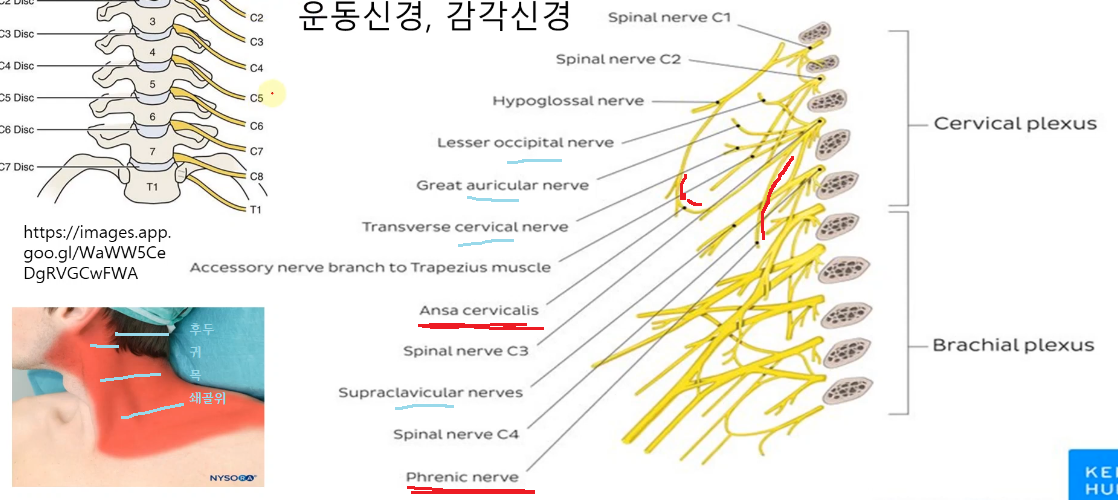 운동신경, 감각신경
C2 Disc
C3 Disc
C4 Disc
C5 Disc
C6 Disc
C7 Disc
3
4
5
6
7
T1
C2
C3
C4
C5
C6
C7
C8
T1
https://images.app.
goo.gl/WaWW5Ce
DgRVGCwFWA
후두
귀
목
쇄골위
NYSORA
Spinal nerve C1
Spinal nerve C2
Hypoglossal nerve
Lesser occipital nerve
Great auricular nerve
Transverse cervical nerve
Accessory nerve branch to Trapezius muscle
Ansa cervicalis
Spinal nerve C3
Supraclavicular nerves
Spinal nerve C4
Phrenic nerve
Cervical plexus
Brachial plexus